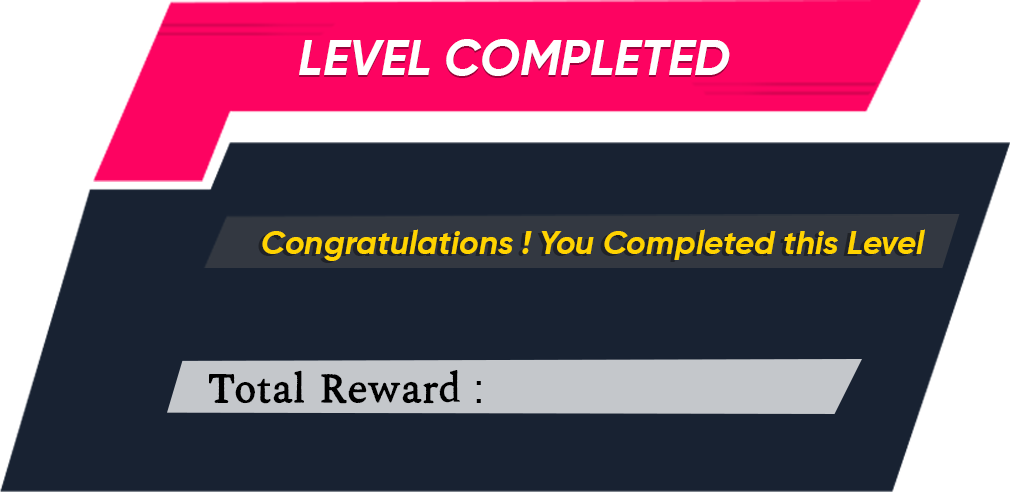 LEVEL COMPLETED
Congratulations ! You Completed this Level
Total Reward :